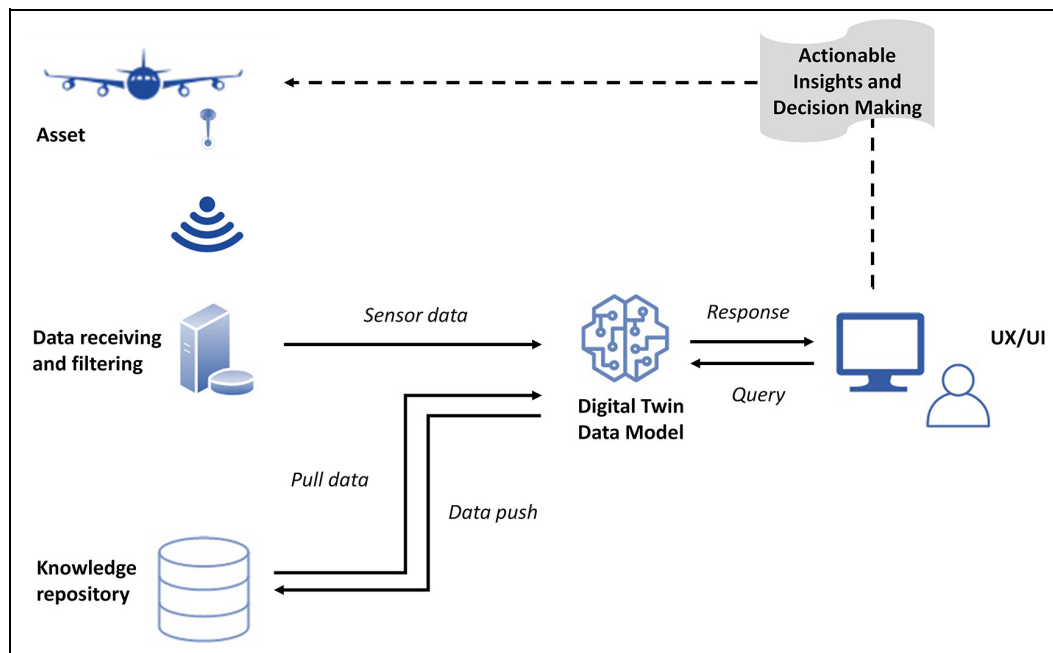 Actionable
Insights and
Decision Making
Asset
Data receiving
and filtering
Sensor data
Response
UX/UI
Query
Digital Twin
Data Model
Pull data
Data push
Knowledge
repository